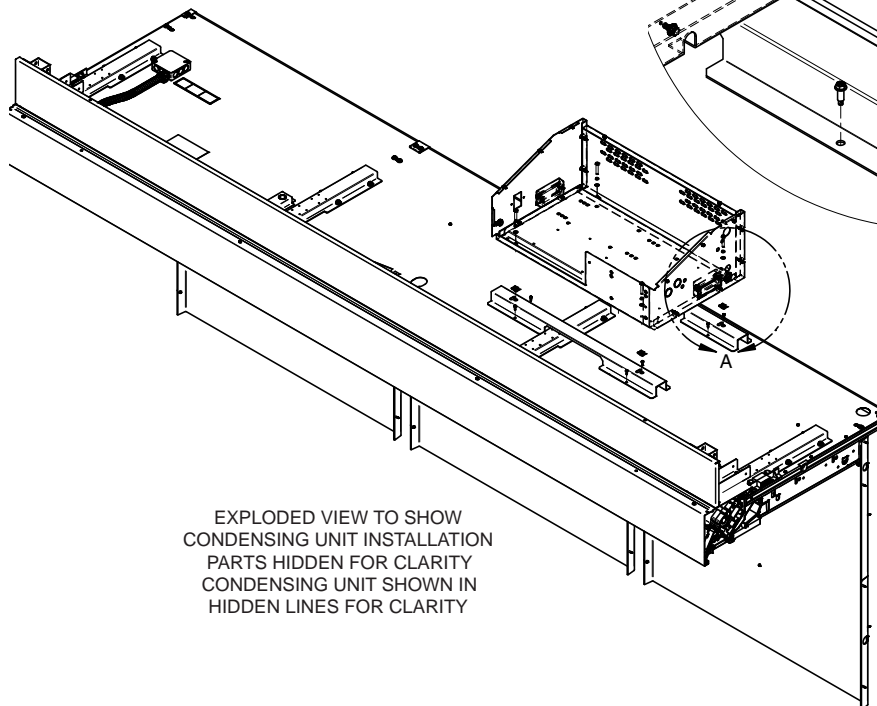 A
EXPLODED VIEW TO SHOW
CONDENSING UNIT INSTALLATION
PARTS HIDDEN FOR CLARITY
CONDENSING UNIT SHOWN IN
HIDDEN LINES FOR CLARITY